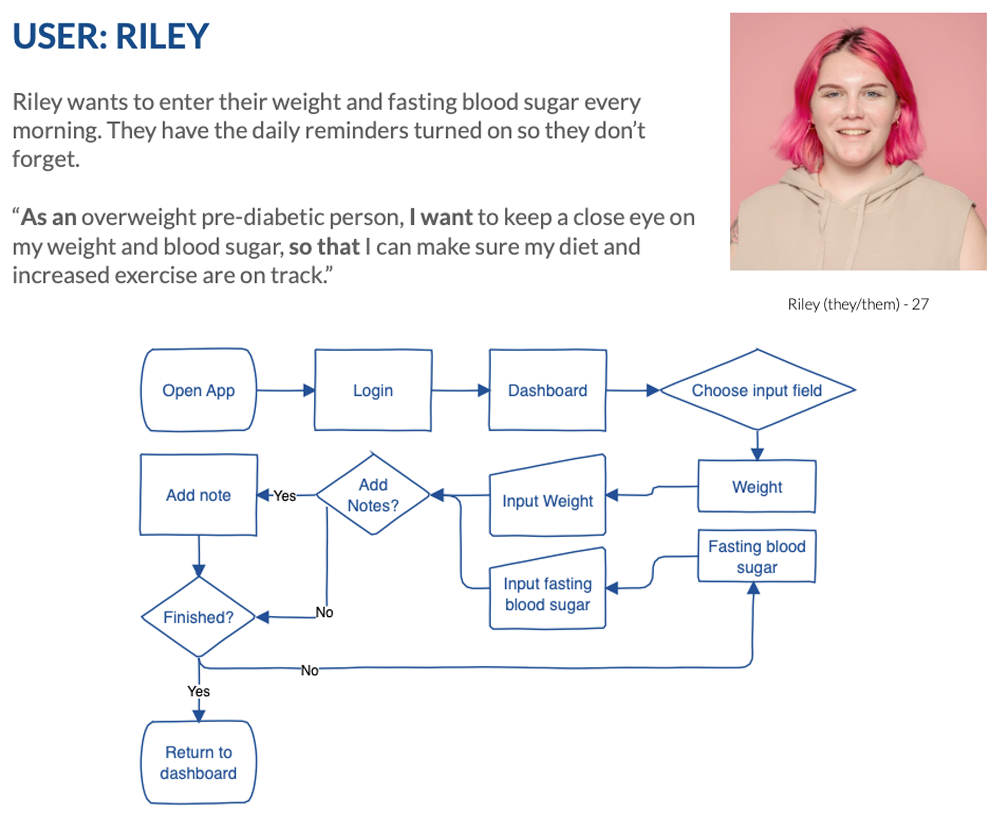 USER: RILEY
Riley wants to enter their weight and fasting blood sugar every
morning. They have the daily reminders turned on so they don’t
forget.
“As an overweight pre-diabetic person, I want to keep a close eye on
my weight and blood sugar, so that I can make sure my diet and
increased exercise are on track.”
Riley (they/them) - 27
Open App
Login
Dashboard
Choose input field
Add note
Yes
Add
Notes?
Input Weight
Weight
Fasting blood
sugar
Input fasting
blood sugar
Finished?
No
No
Yes
Return to
dashboard